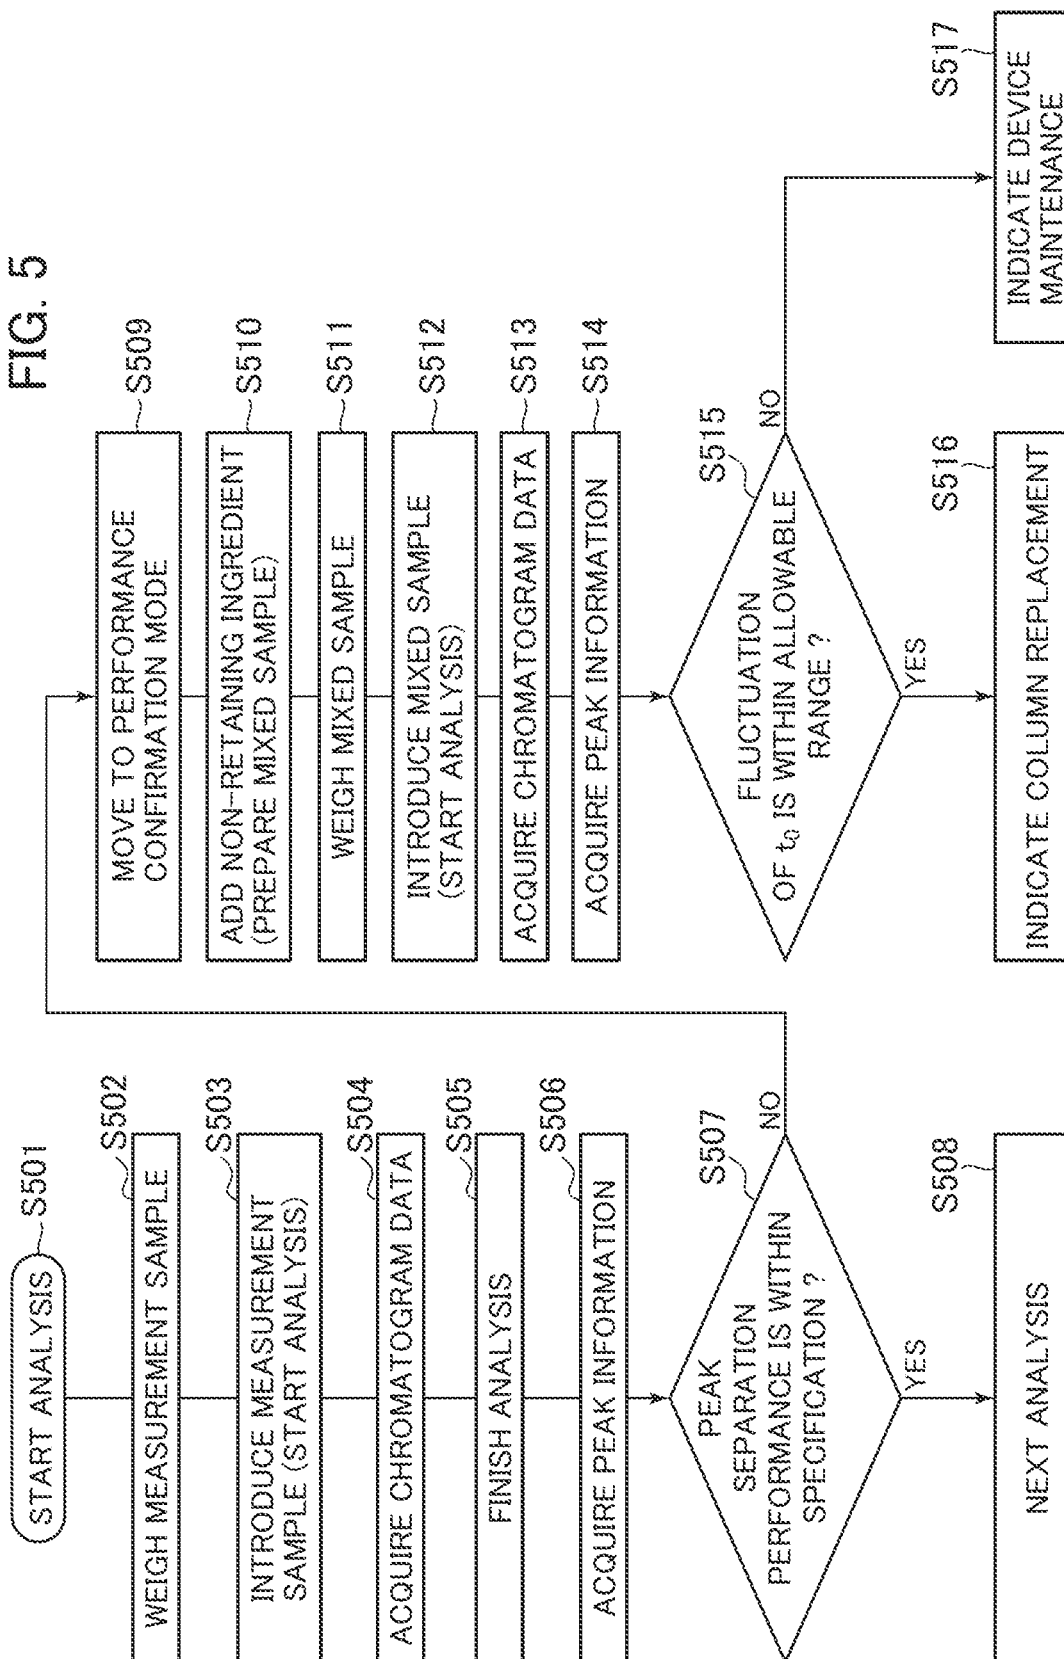 FIG. 5
START ANALYSIS
S501
WEIGH MEASUREMENT SAMPLE
S502
INTRODUCE MEASUREMENT
SAMPLE (START ANALYSIS)
S503
ACQUIRE CHROMATOGRAM DATA
S504
FINISH ANALYSIS
S505
ACQUIRE PEAK INFORMATION
S506
PEAK
SEPARATION
PERFORMANCE IS WITHIN
SPECIFICATION ?
S507
NO
YES
NEXT ANALYSIS
S508
MOVE TO PERFORMANCE
CONFIRMATION MODE
S509
ADD NON-RETAINING INGREDIENT
(PREPARE MIXED SAMPLE)
S510
WEIGH MIXED SAMPLE
S511
INTRODUCE MIXED SAMPLE
(START ANALYSIS)
S512
ACQUIRE CHROMATOGRAM DATA
S513
ACQUIRE PEAK INFORMATION
S514
FLUCTUATION
OF t₀ IS WITHIN ALLOWABLE
RANGE ?
S515
NO
YES
INDICATE COLUMN REPLACEMENT
S516
INDICATE DEVICE
MAINTENANCE
S517